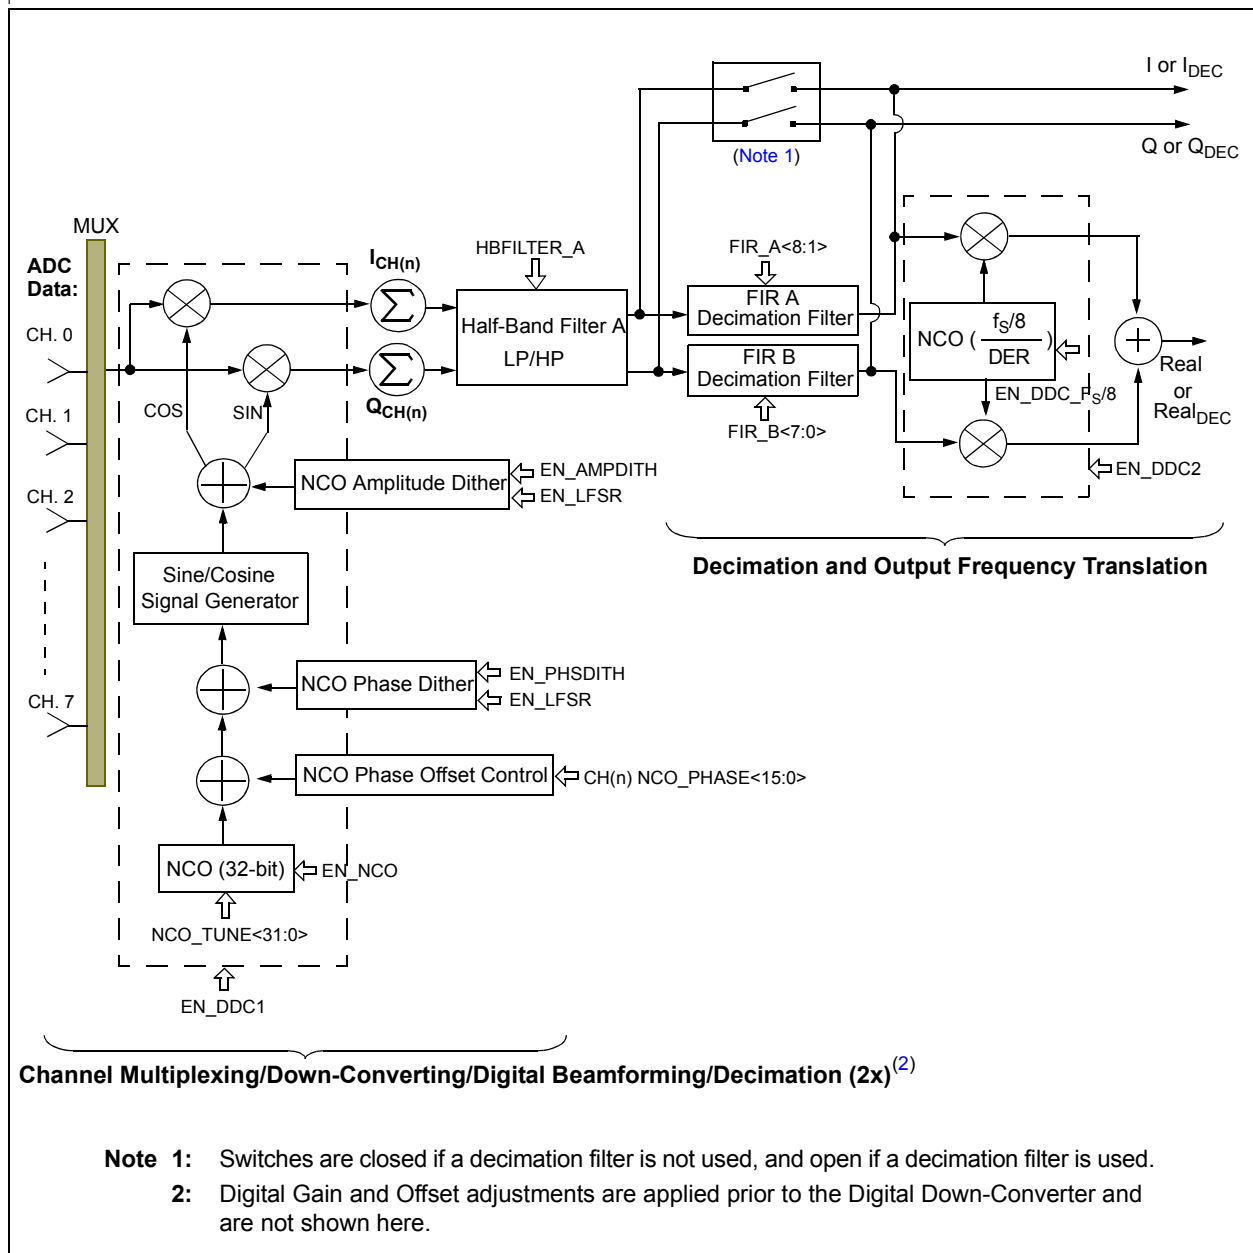 I or IDEC
Q or QDEC
(Note 1)
MUX
ADC
Data:
CH. 0
CH. 1
CH. 2
CH. 7
COS
SIN
ICH(n)
Σ
Σ
QCH(n)
HBFILTER_A
Half-Band Filter A
LP/HP
FIR_A<8:1>
FIR A
Decimation Filter
FIR B
Decimation Filter
FIR_B<7:0>
NCO ( fS/8
DER )
EN_DDC_FS/8
EN_DDC2
Real
or
RealDEC
Decimation and Output Frequency Translation
NCO Amplitude Dither
EN_AMPDITH
EN_LFSR
Sine/Cosine
Signal Generator
NCO Phase Dither
EN_PHSDITH
EN_LFSR
NCO Phase Offset Control
CH(n) NCO_PHASE<15:0>
NCO (32-bit)
EN_NCO
NCO_TUNE<31:0>
EN_DDC1
Channel Multiplexing/Down-Converting/Digital Beamforming/Decimation (2x)(2)
Note 1: Switches are closed if a decimation filter is not used, and open if a decimation filter is used.
2: Digital Gain and Offset adjustments are applied prior to the Digital Down-Converter and
are not shown here.